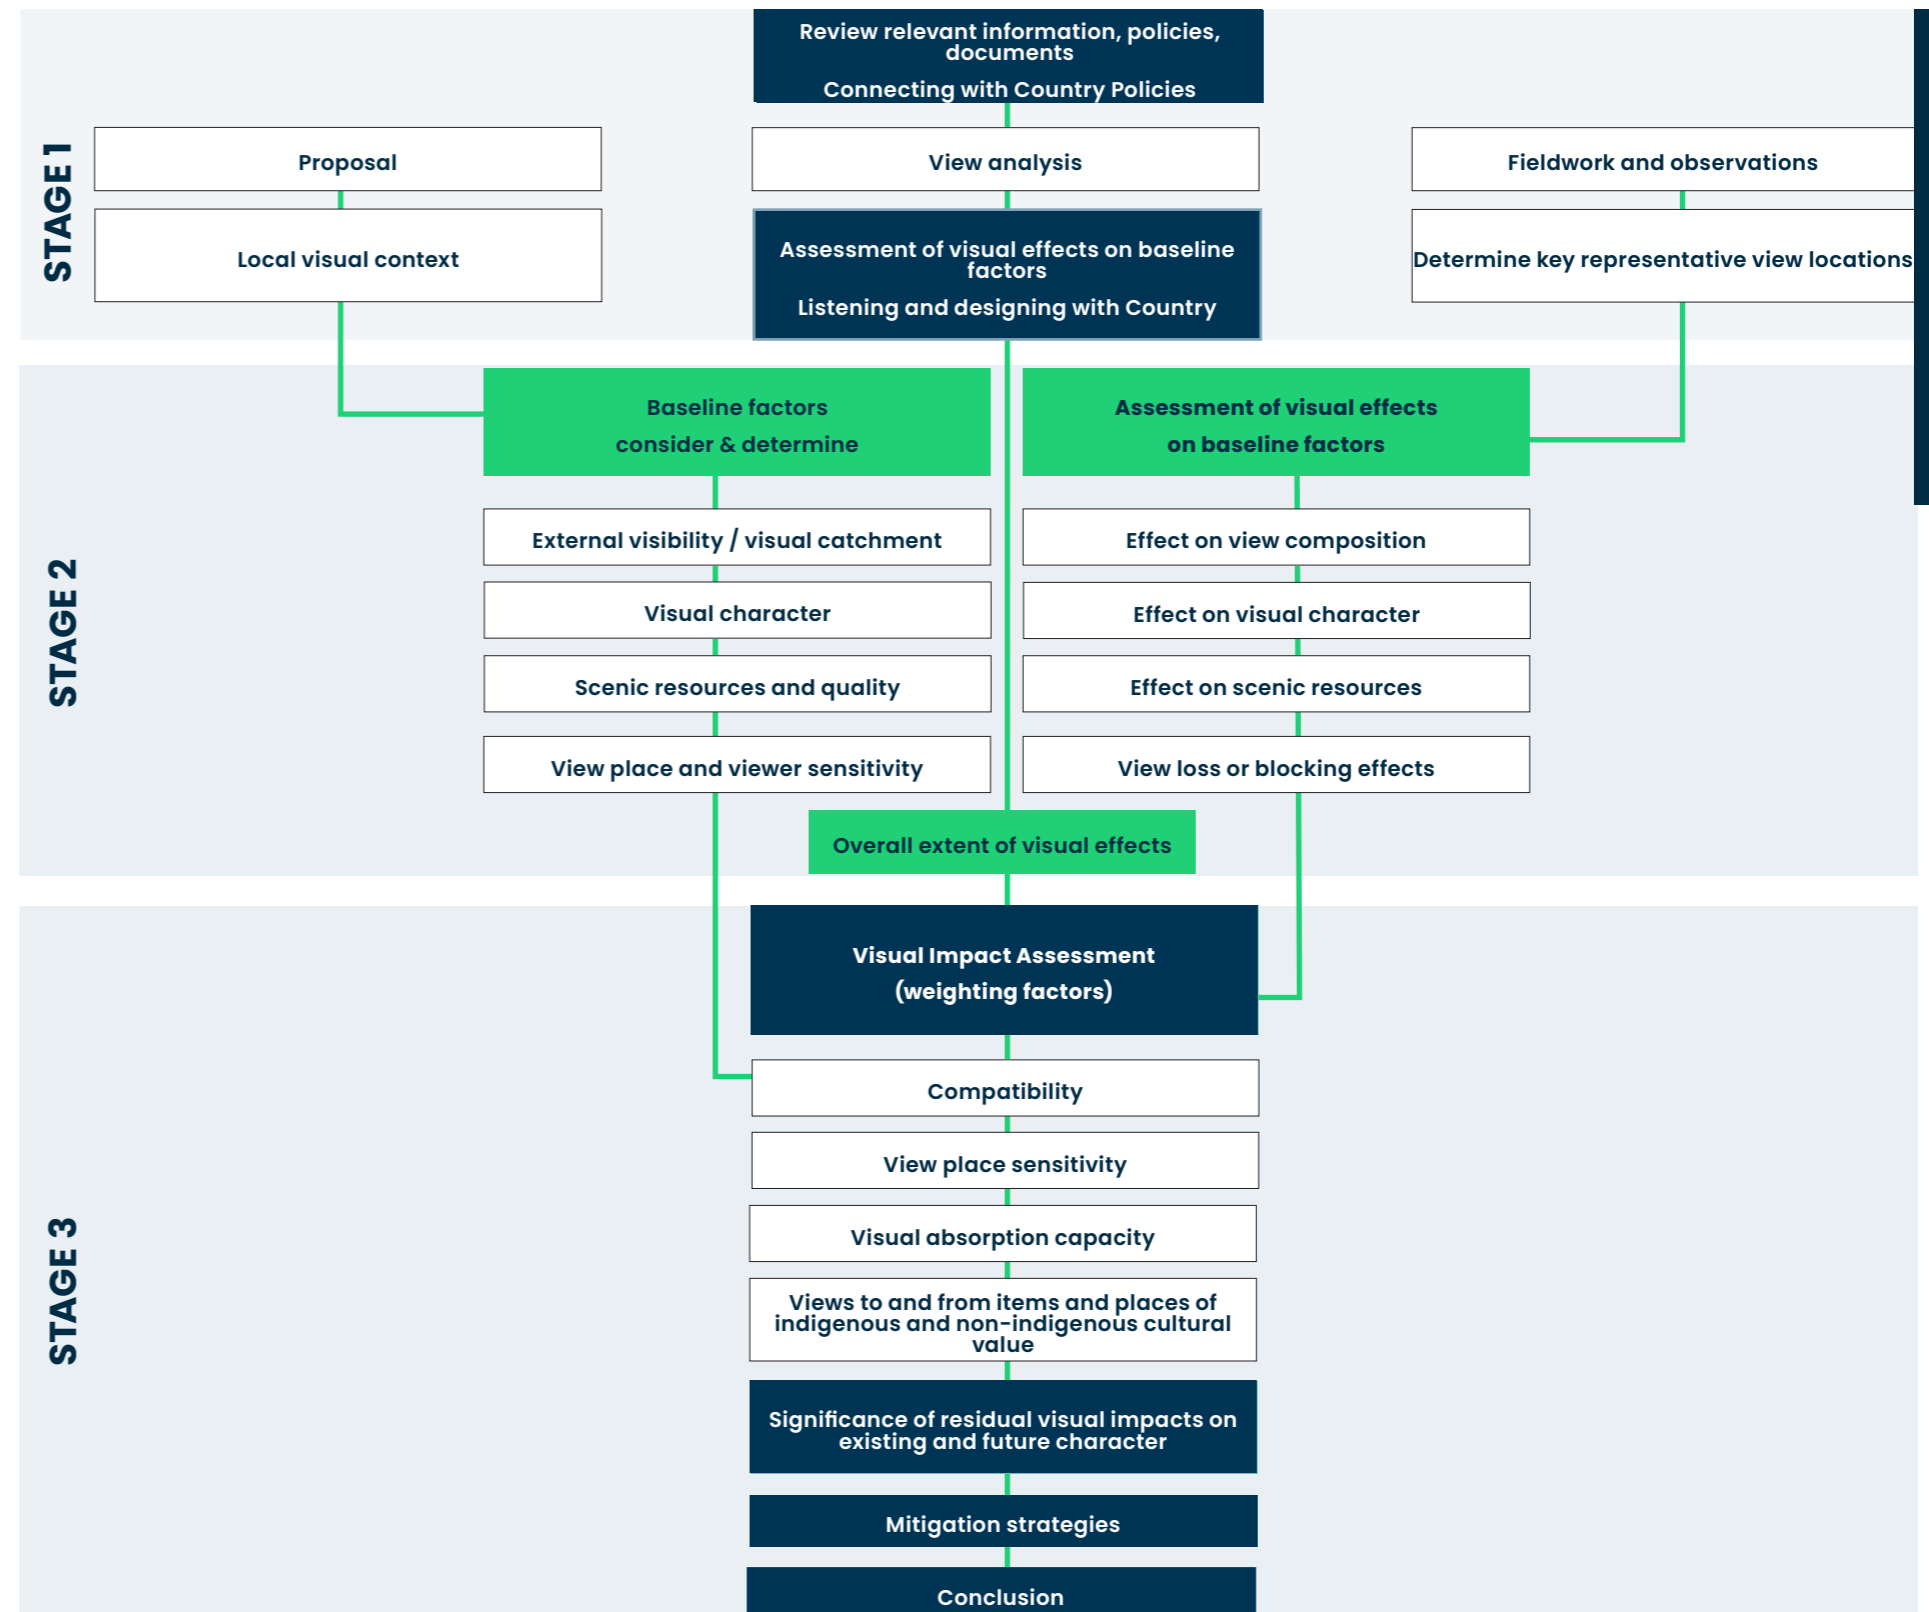 Review relevant information, policies,
documents
Connecting with Country Policies
STAGE 1
Proposal
View analysis
Fieldwork and observations
Local visual context
Assessment of visual effects on baseline
factors
Listening and designing with Country
Determine key representative view locations
STAGE 2
Baseline factors
consider & determine
Assessment of visual effects
on baseline factors
External visibility / visual catchment
Effect on view composition
Visual character
Effect on visual character
Scenic resources and quality
Effect on scenic resources
View place and viewer sensitivity
View loss or blocking effects
Overall extent of visual effects
STAGE 3
Visual Impact Assessment
(weighting factors)
Compatibility
View place sensitivity
Visual absorption capacity
Views to and from items and places of
indigenous and non-indigenous cultural
value
Significance of residual visual impacts on
existing and future character
Mitigation strategies
Conclusion